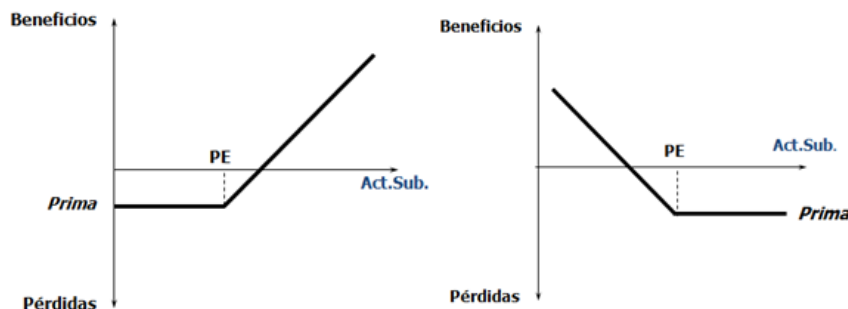 Beneficios
PE
Act.Sub.
Prima
Pérdidas
Beneficios
Act.Sub.
PE
Prima
Pérdidas